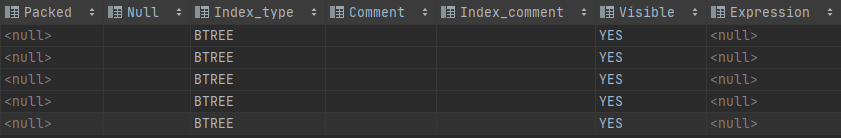 Packed Null Index_type Comment Index_comment Visible Expression
<null> BTREE YES <null>
<null> BTREE YES <null>
<null> BTREE YES <null>
<null> BTREE YES <null>
<null> BTREE YES <null>